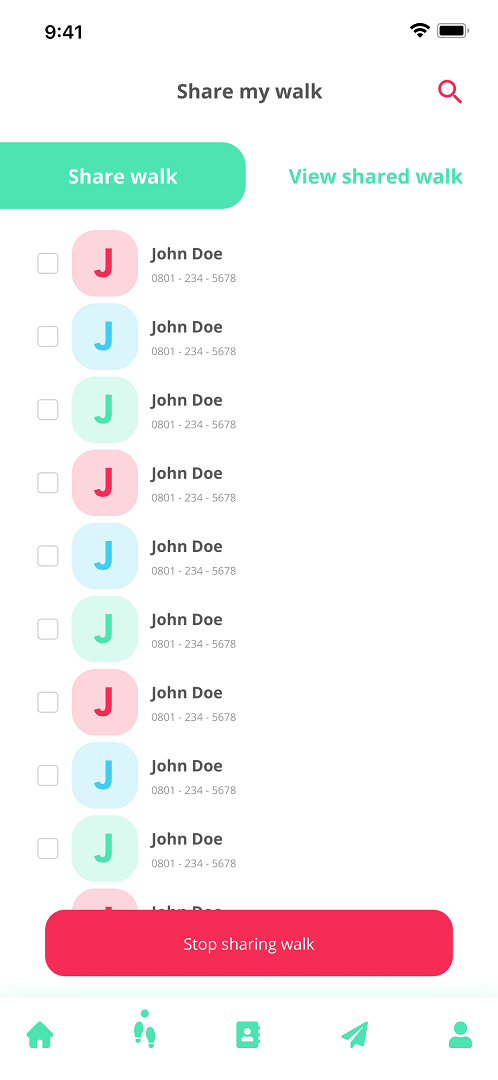 9:41
Share my walk
Share walk
View shared walk
J
John Doe
0801 - 234 - 5678
J
John Doe
0801 - 234 - 5678
J
John Doe
0801 - 234 - 5678
J
John Doe
0801 - 234 - 5678
J
John Doe
0801 - 234 - 5678
J
John Doe
0801 - 234 - 5678
J
John Doe
0801 - 234 - 5678
J
John Doe
0801 - 234 - 5678
J
John Doe
0801 - 234 - 5678
John Doe
Stop sharing walk